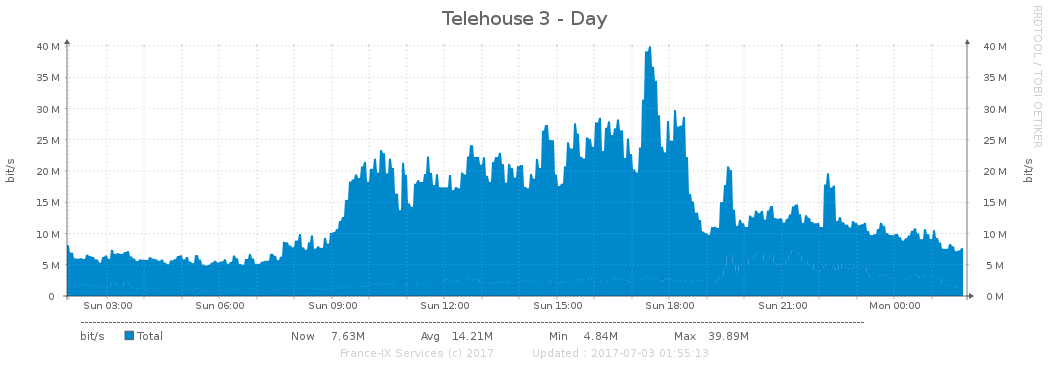 Telehouse 3 - Day
RRDTOOL / TOBI OETIKER
bit/s
40 M 40 M
35 M 35 M
30 M 30 M
25 M 25 M
20 M 20 M
15 M 15 M
10 M 10 M
5 M 5 M
0 0 M
bit/s
Sun 03:00 Sun 06:00 Sun 09:00 Sun 12:00 Sun 15:00 Sun 18:00 Sun 21:00 Mon 00:00
bit/s Total Now 7.63M Avg 14.21M Min 4.84M Max 39.89M
France-IX Services (c) 2017 Updated : 2017-07-03 01:55:13